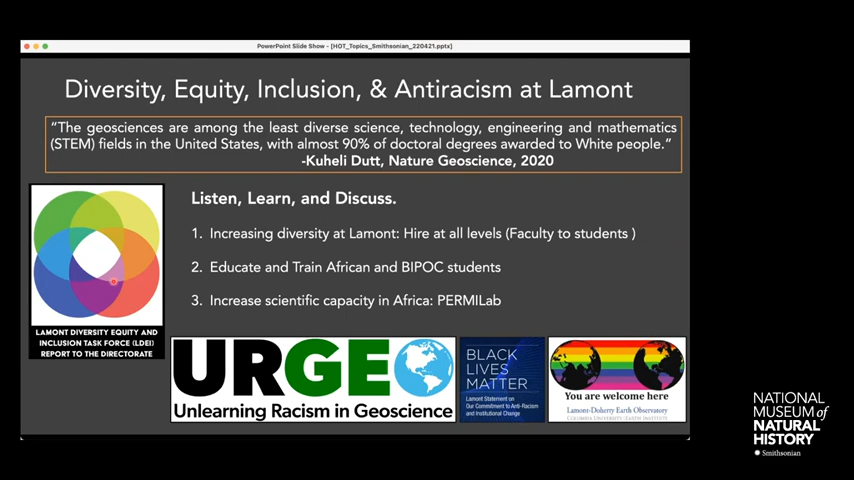 PowerPoint Slide Show - [HOT_Topics_Smithsonian_220421.pptx]
Diversity, Equity, Inclusion, & Antiracism at Lamont
“The geosciences are among the least diverse science, technology, engineering and mathematics
(STEM) fields in the United States, with almost 90% of doctoral degrees awarded to White people.”
-Kuheli Dutt, Nature Geoscience, 2020
Listen, Learn, and Discuss.
1. Increasing diversity at Lamont: Hire at all levels (Faculty to students )
2. Educate and Train African and BIPOC students
3. Increase scientific capacity in Africa: PERMILab
LAMONT DIVERSITY EQUITY AND
INCLUSION TASK FORCE (LDEI)
REPORT TO THE DIRECTORATE
URGE
Unlearning Racism in Geoscience
BLACK
LIVES
MATTER
Lamont Statement on
Our Commitment to Anti-Racism
and Institutional Change
You are welcome here
Lamont-Doherty Earth Observatory
COLUMBIA UNIVERSITY | EARTH INSTITUTE
NATIONAL
MUSEUM of
NATURAL
HISTORY
Smithsonian